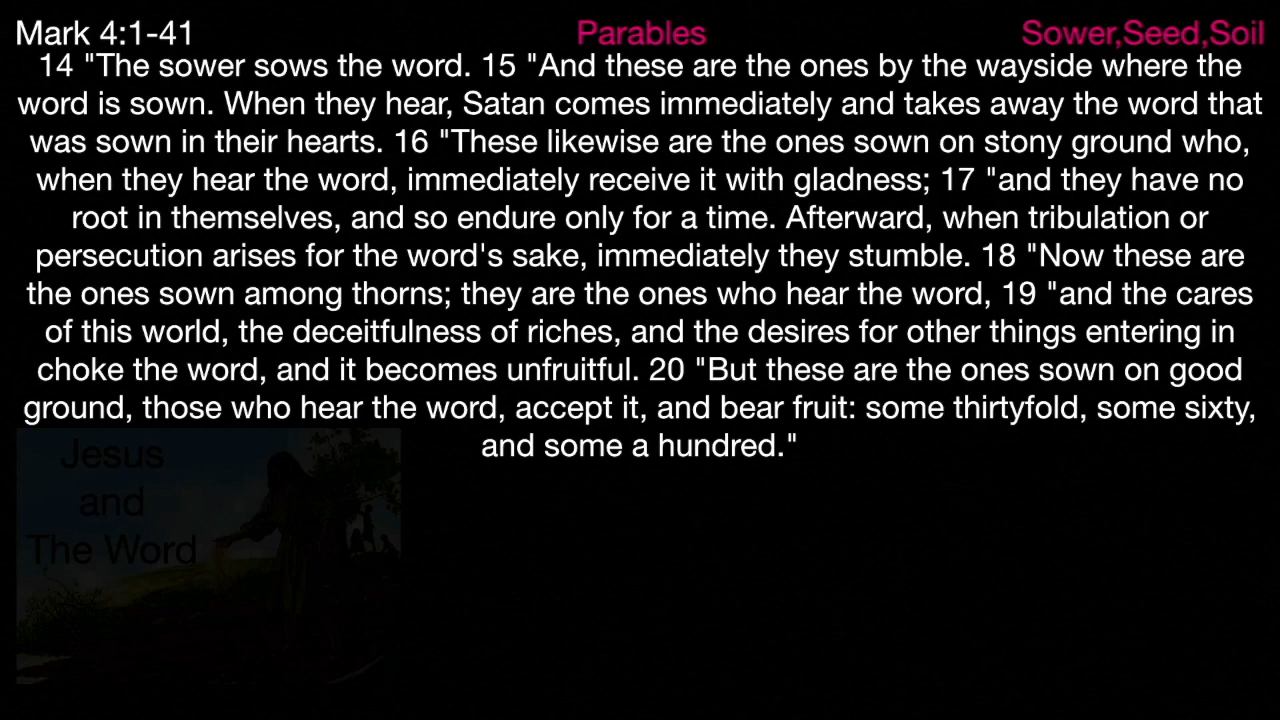 Mark 4:1-41 Parables Sower,Seed,Soil
14 "The sower sows the word. 15 "And these are the ones by the wayside where the
word is sown. When they hear, Satan comes immediately and takes away the word that
was sown in their hearts. 16 "These likewise are the ones sown on stony ground who,
when they hear the word, immediately receive it with gladness; 17 "and they have no
root in themselves, and so endure only for a time. Afterward, when tribulation or
persecution arises for the word's sake, immediately they stumble. 18 "Now these are
the ones sown among thorns; they are the ones who hear the word, 19 "and the cares
of this world, the deceitfulness of riches, and the desires for other things entering in
choke the word, and it becomes unfruitful. 20 "But these are the ones sown on good
ground, those who hear the word, accept it, and bear fruit: some thirtyfold, some sixty,
and some a hundred."
Jesus
and
The Word